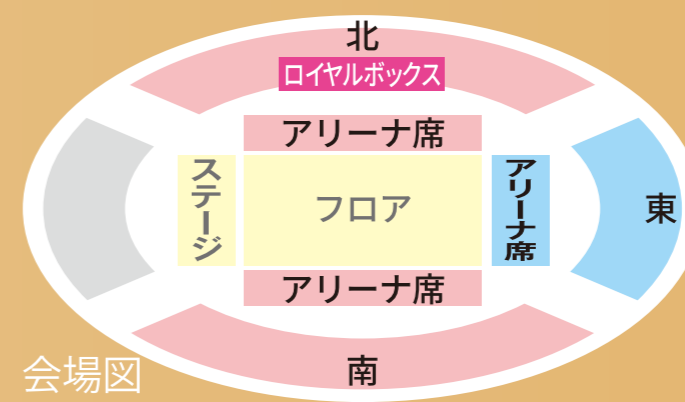 北
ロイヤルボックス
アリーナ席
ステージ
フロア
アリーナ席
東
アリーナ席
南
会場図